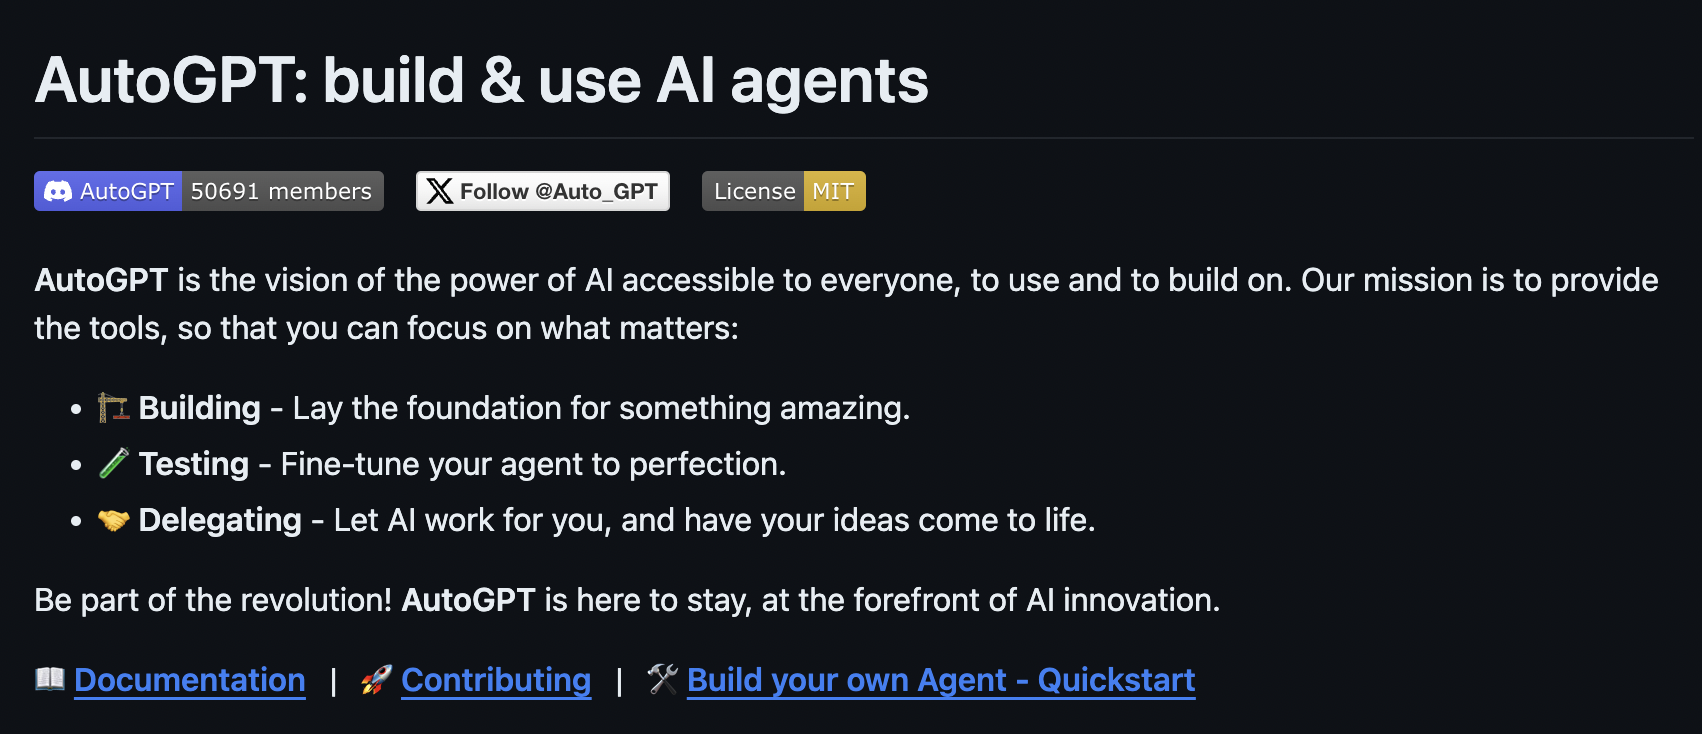 AutoGPT: build & use AI agents
AutoGPT 50691 members Follow @Auto_GPT License MIT
AutoGPT is the vision of the power of AI accessible to everyone, to use and to build on. Our mission is to provide
the tools, so that you can focus on what matters:
• 🏗️ Building - Lay the foundation for something amazing.
• 🧪 Testing - Fine-tune your agent to perfection.
• 🤝 Delegating - Let AI work for you, and have your ideas come to life.
Be part of the revolution! AutoGPT is here to stay, at the forefront of AI innovation.
📖 Documentation | 🚀 Contributing | 🛠️ Build your own Agent - Quickstart